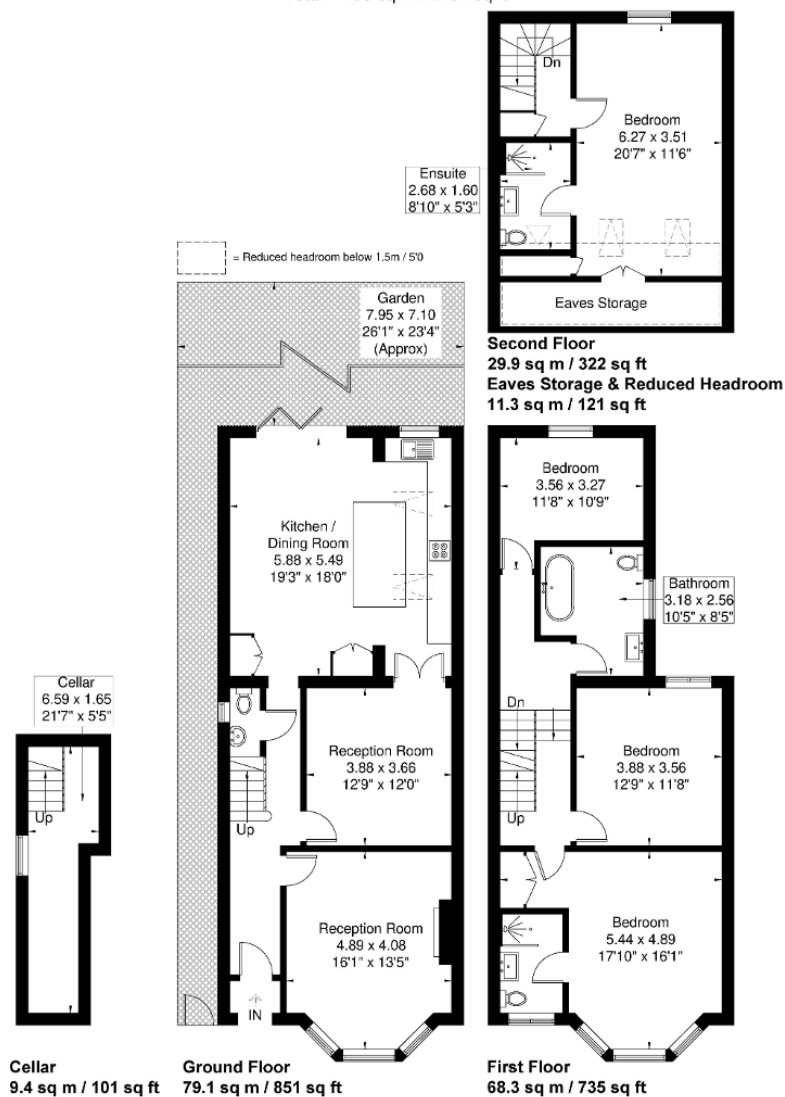 Dn
Bedroom
6.27 x 3.51
20'7" x 11'6"
Ensuite
2.68 x 1.60
8'10" x 5'3"
= Reduced headroom below 1.5m / 5'0
Eaves Storage
Second Floor
29.9 sq m / 322 sq ft
Eaves Storage & Reduced Headroom
11.3 sq m / 121 sq ft
Garden
7.95 x 7.10
26'1" x 23'4"
(Approx)
Kitchen /
Dining Room
5.88 x 5.49
19'3" x 18'0"
Reception Room
3.88 x 3.66
12'9" x 12'0"
Up
Reception Room
4.89 x 4.08
16'1" x 13'5"
IN
Cellar
6.59 x 1.65
21'7" x 5'5"
Up
Bedroom
3.56 x 3.27
11'8" x 10'9"
Bathroom
3.18 x 2.56
10'5" x 8'5"
Dn
Bedroom
3.88 x 3.56
12'9" x 11'8"
Up
Bedroom
5.44 x 4.89
17'10" x 16'1"
Cellar
9.4 sq m / 101 sq ft
Ground Floor
79.1 sq m / 851 sq ft
First Floor
68.3 sq m / 735 sq ft